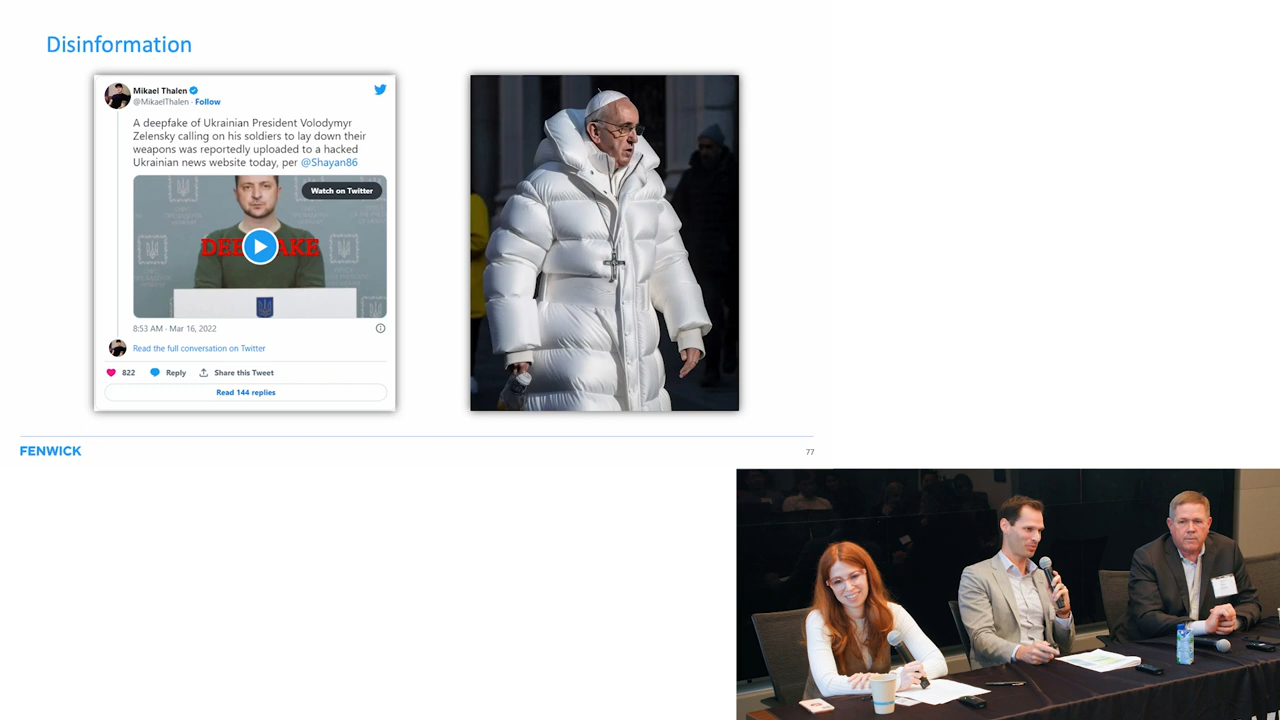 Disinformation
Mikael Thalen
@MikaelThalen · Follow
A deepfake of Ukrainian President Volodymyr
Zelensky calling on his soldiers to lay down their
weapons was reportedly uploaded to a hacked
Ukrainian news website today, per @Shayan86
Watch on Twitter
8:53 AM · Mar 16, 2022
Read the full conversation on Twitter
822 Reply Share this Tweet
Read 144 replies
FENWICK
77